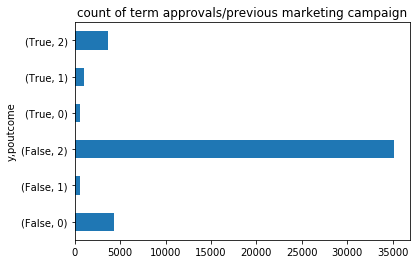 count of term approvals/previous marketing campaign
(True, 2)
(True, 1)
(True, 0)
(False, 2)
(False, 1)
(False, 0)
y,poutcome
0 5000 10000 15000 20000 25000 30000 35000